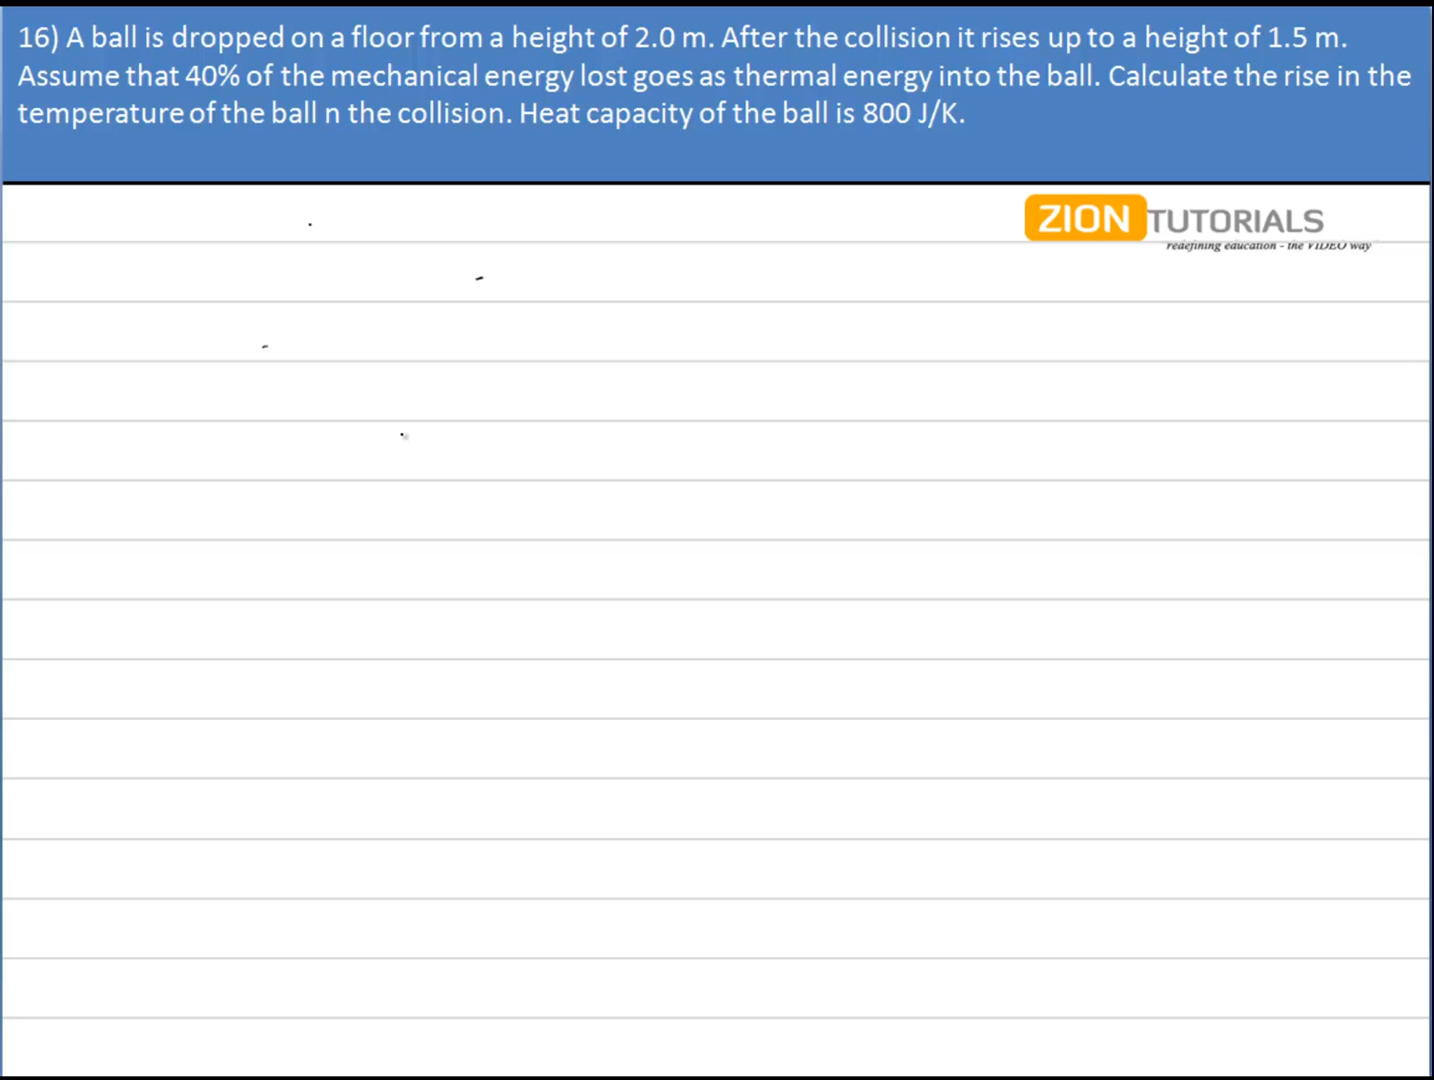 16) A ball is dropped on a floor from a height of 2.0 m. After the collision it rises up to a height of 1.5 m.
Assume that 40% of the mechanical energy lost goes as thermal energy into the ball. Calculate the rise in the
temperature of the ball n the collision. Heat capacity of the ball is 800 J/K.
ZION TUTORIALS
redefining education - the VIDEO way